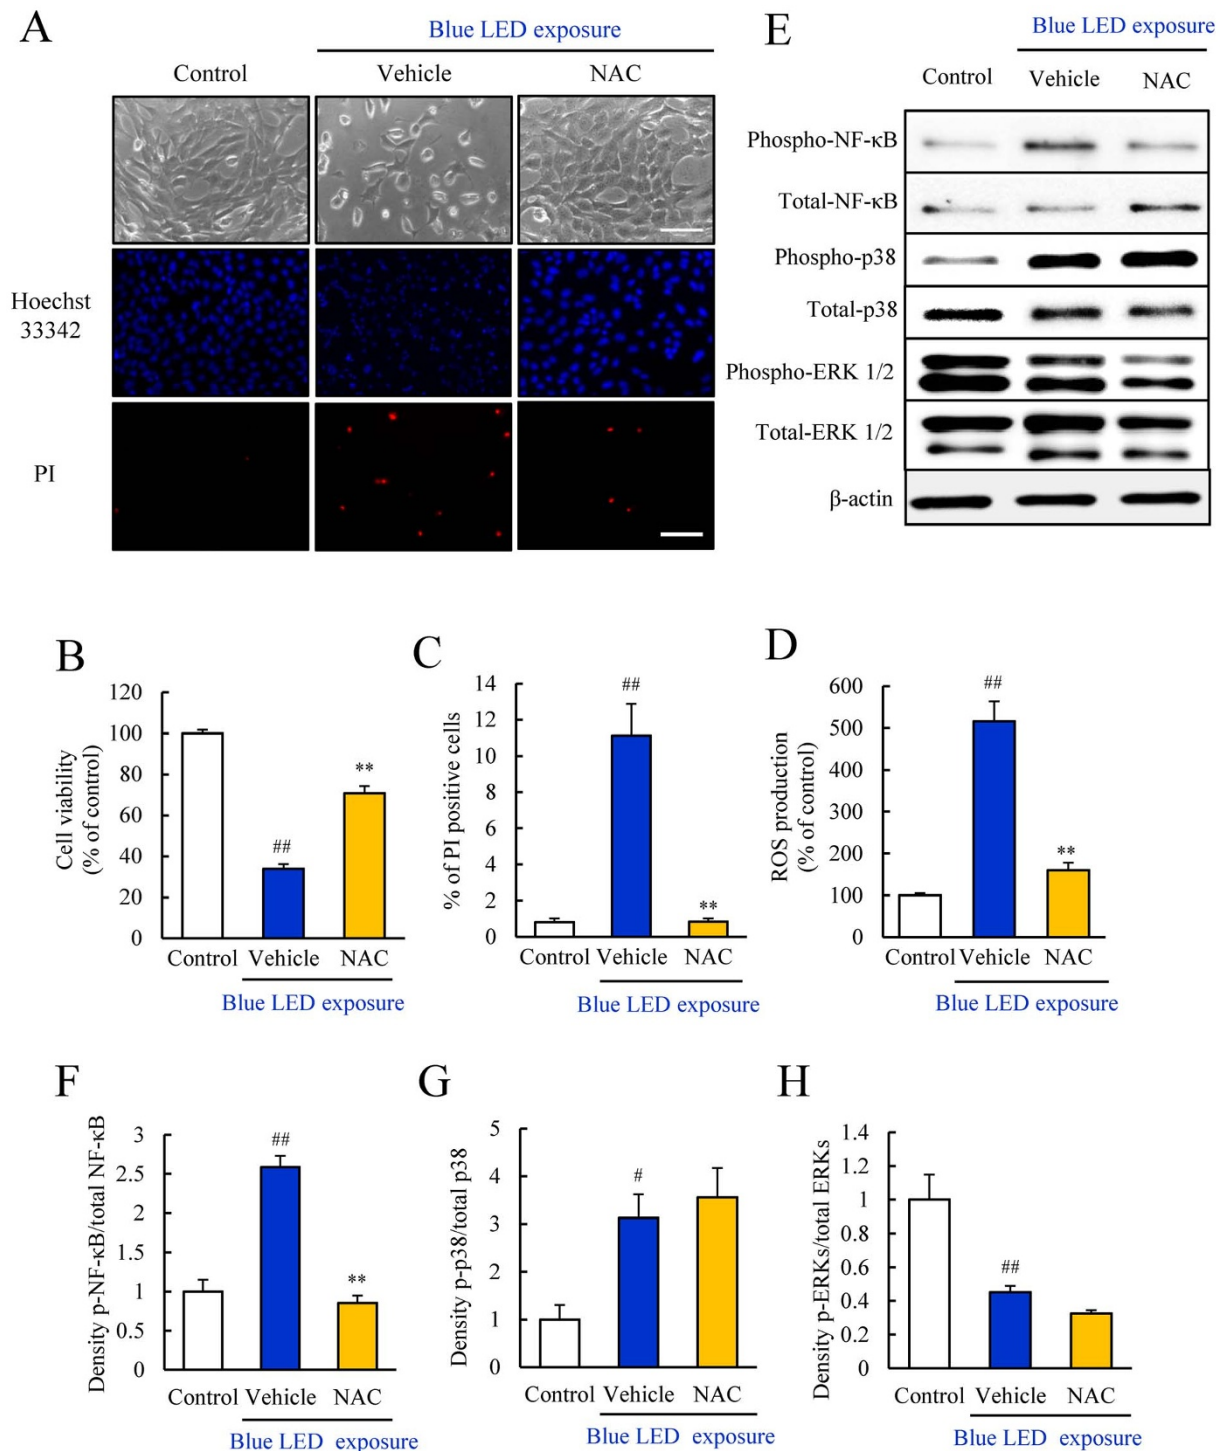 A
Blue LED exposure
Control
Vehicle
NAC
Hoechst
33342
PI
E
Blue LED exposure
Control
Vehicle
NAC
Phospho-NF-κB
Total-NF-κB
Phospho-p38
Total-p38
Phospho-ERK 1/2
Total-ERK 1/2
β-actin
B
Cell viability
(% of control)
120
100
80
60
40
20
0
##
**
Control
Vehicle
NAC
Blue LED exposure
C
% of PI positive cells
14
12
10
8
6
4
2
0
##
**
Control
Vehicle
NAC
Blue LED exposure
D
ROS production
(% of control)
600
500
400
300
200
100
0
##
**
Control
Vehicle
NAC
Blue LED exposure
F
Density p-NF-κB/total NF-κB
3
2.5
2
1.5
1
0.5
0
##
**
Control
Vehicle
NAC
Blue LED exposure
G
Density p-p38/total p38
5
4
3
2
1
0
#
Control
Vehicle
NAC
Blue LED exposure
H
Density p-ERKs/total ERKs
1.4
1.2
1
0.8
0.6
0.4
0.2
0
##
Control
Vehicle
NAC
Blue LED exposure